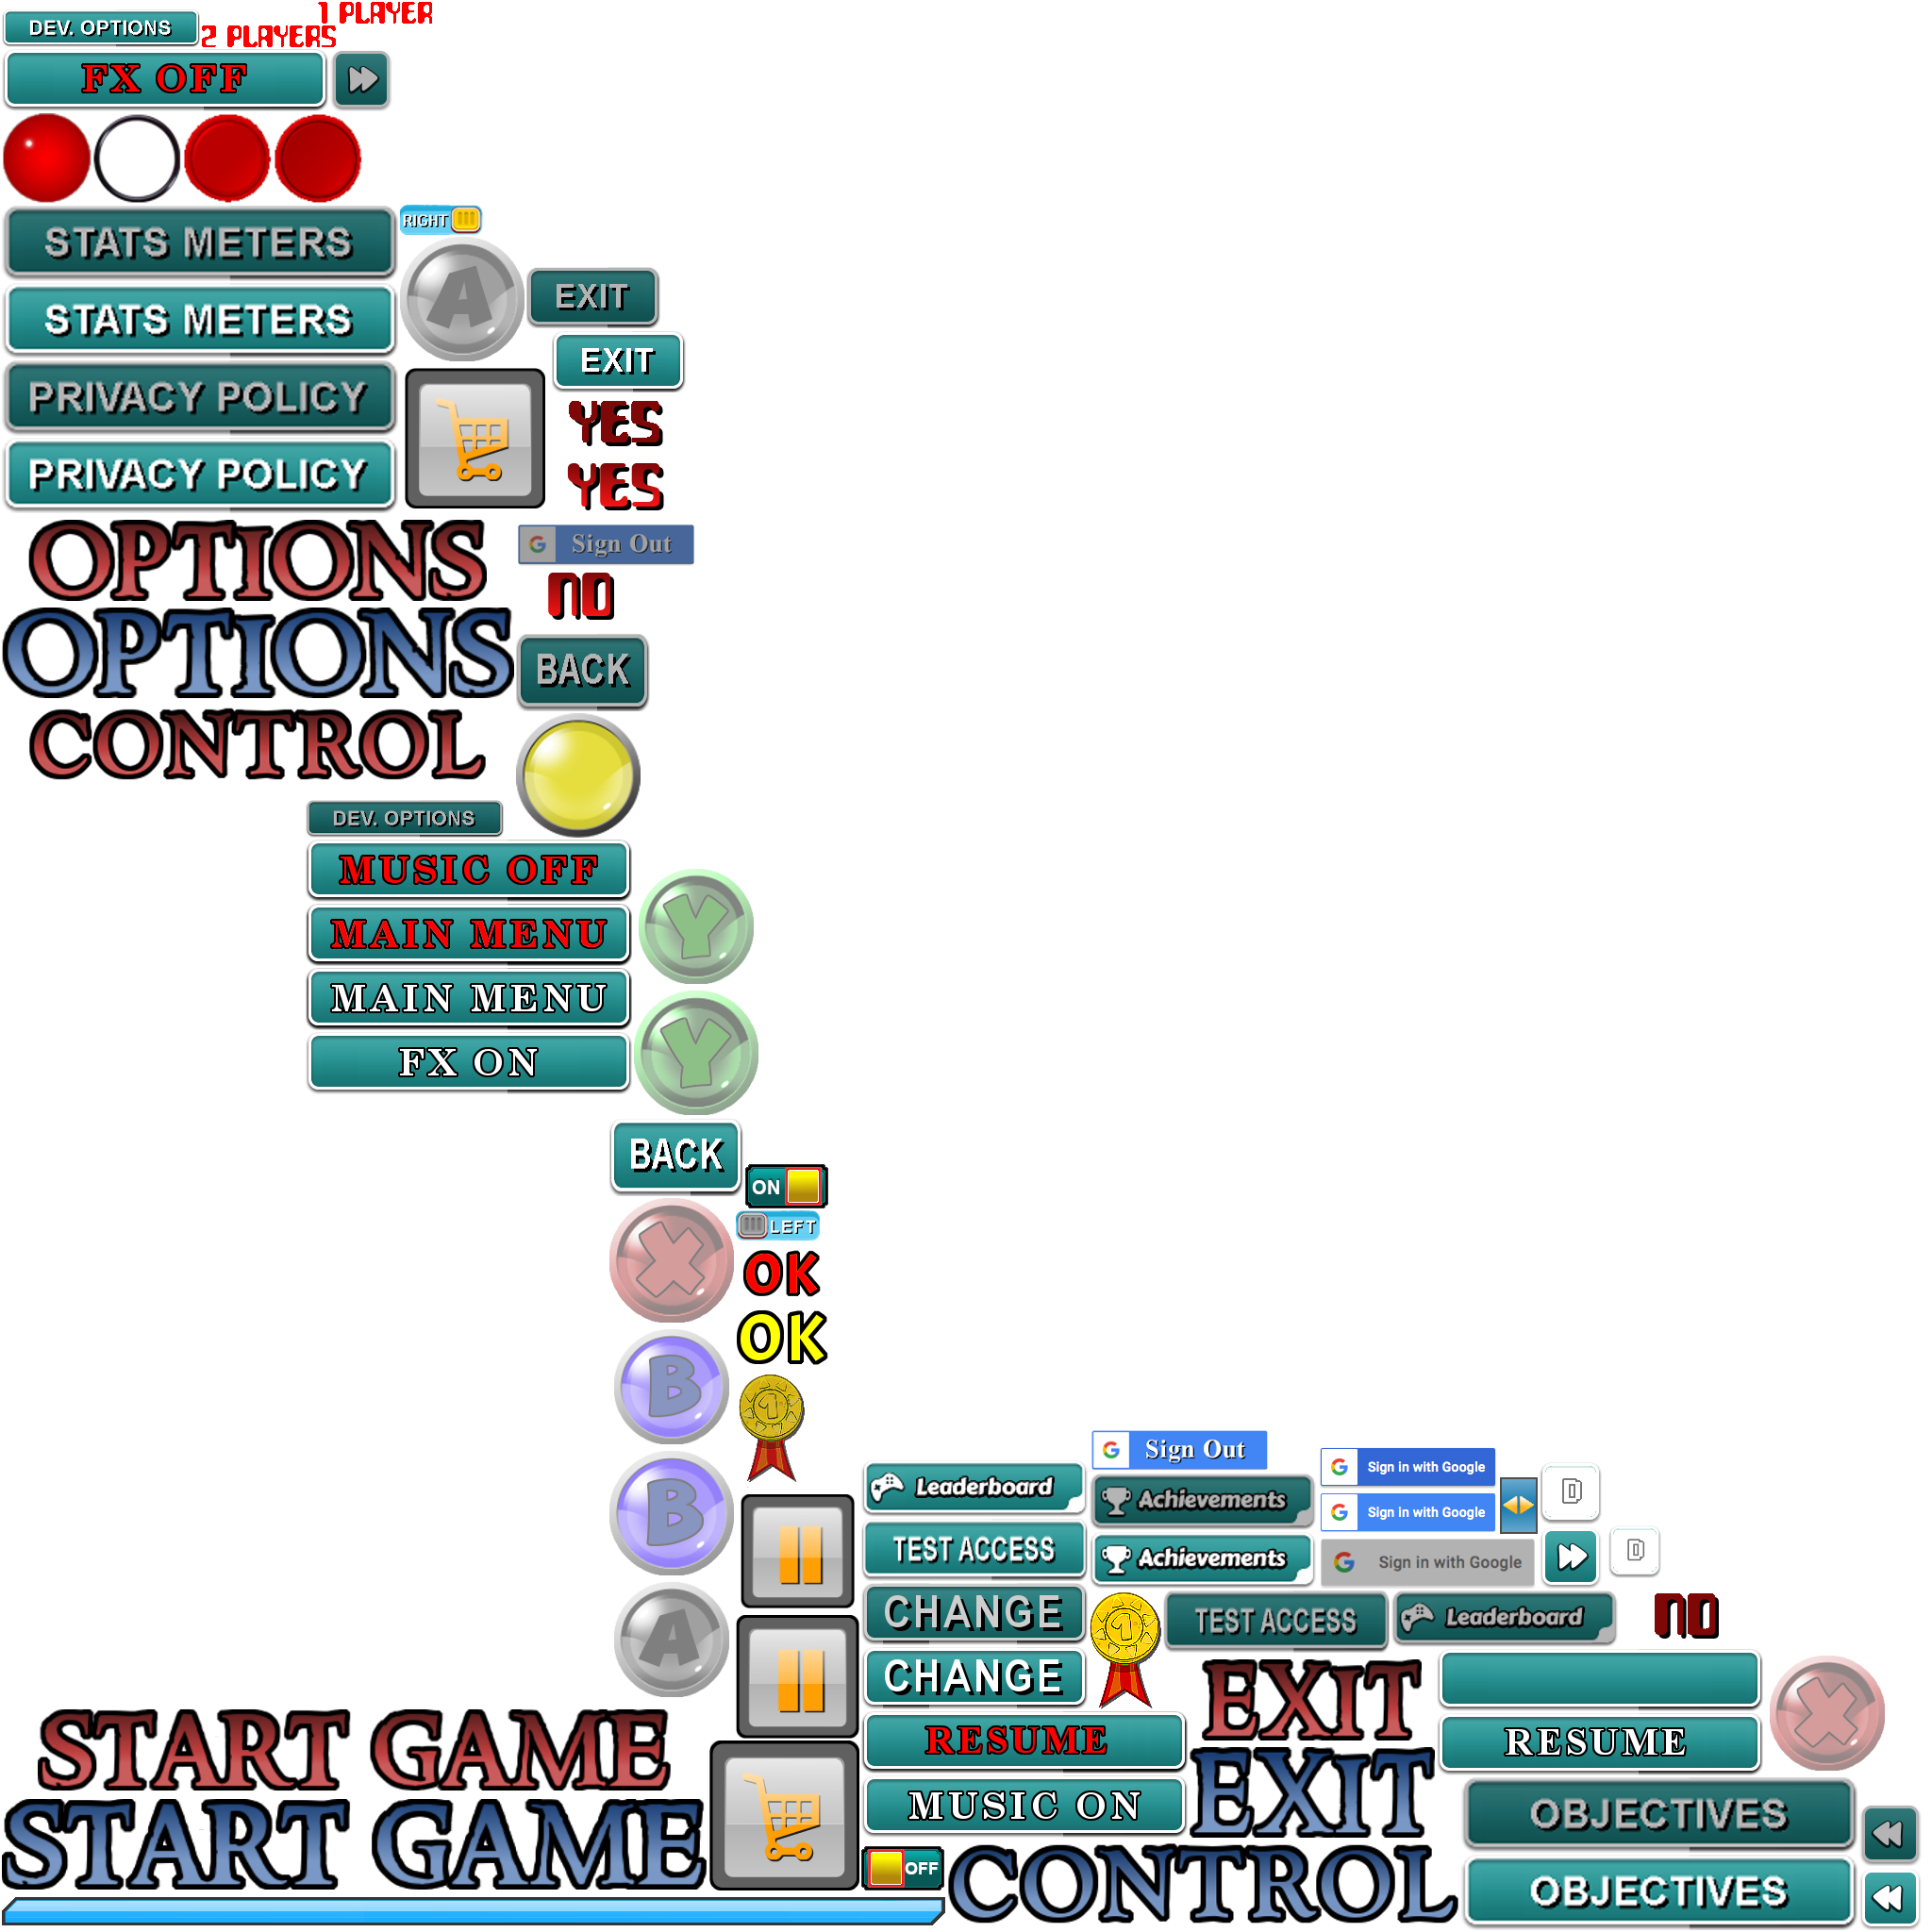 1 PLAYER
DEV. OPTIONS
2 PLAYERS
FX OFF
STATS METERS
RIGHT
A
EXIT
STATS METERS
EXIT
PRIVACY POLICY
YES
PRIVACY POLICY
YES
OPTIONS
G Sign Out
NO
OPTIONS
BACK
CONTROL
DEV. OPTIONS
MUSIC OFF
Y
MAIN MENU
MAIN MENU
Y
FX ON
BACK
ON
LEFT
X
OK
OK
B
1
G Sign Out
G Sign in with Google
Leaderboard
D
Achievements
B
G Sign in with Google
TEST ACCESS
D
Achievements
G Sign in with Google
CHANGE
1
TEST ACCESS
Leaderboard
NO
A
CHANGE
EXIT
X
RESUME
RESUME
START GAME
EXIT
MUSIC ON
OBJECTIVES
START GAME
OFF
CONTROL
OBJECTIVES